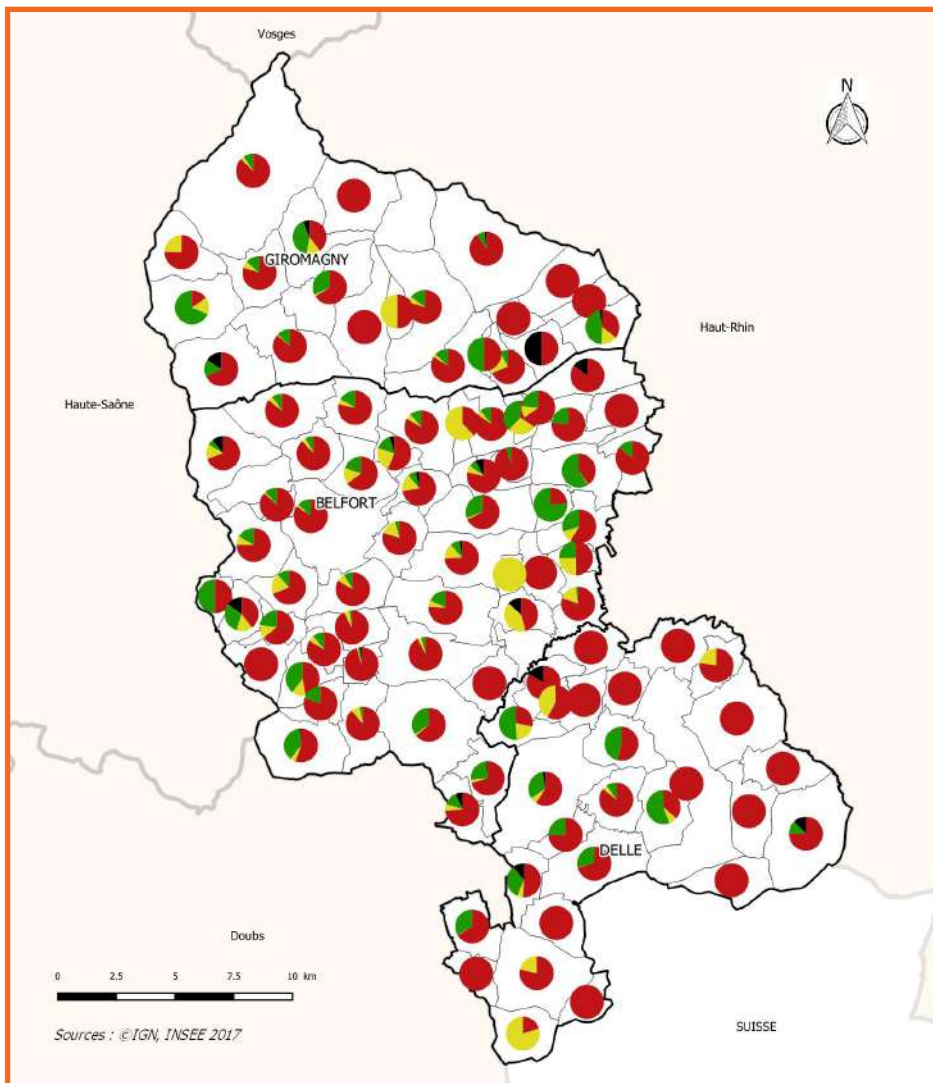 Vosges
N
GIROMAGNY
Haut-Rhin
Haute-Saône
BELFORT
DELLE
Doubs
0 2.5 5 7.5 10 km
SUISSE
Sources : ©IGN, INSEE 2017